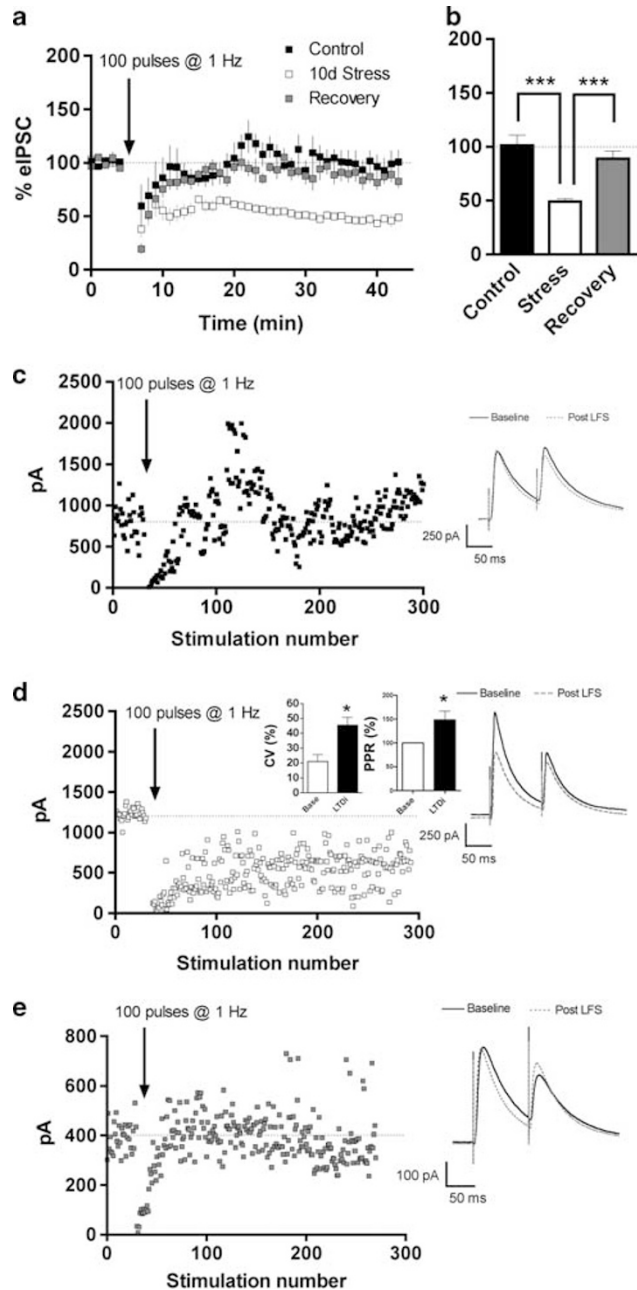 a
100 pulses @ 1 Hz
Control
10d Stress
Recovery
200
150
100
50
0
% eIPSC
0 10 20 30 40
Time (min)
b
200
150
100
50
0
***
***
Control
Stress
Recovery
c
100 pulses @ 1 Hz
2500
2000
1500
1000
500
0
pA
0 100 200 300
Stimulation number
Baseline
Post LFS
250 pA
50 ms
d
100 pulses @ 1 Hz
2500
2000
1500
1000
500
0
pA
0 100 200 300
Stimulation number
60
50
40
30
20
10
0
CV (%)
*
Base
LTDi
200
150
100
50
0
PPR (%)
*
Base
LTDi
Baseline
Post LFS
250 pA
50 ms
e
100 pulses @ 1 Hz
800
600
400
200
0
pA
0 100 200 300
Stimulation number
Baseline
Post LFS
100 pA
50 ms